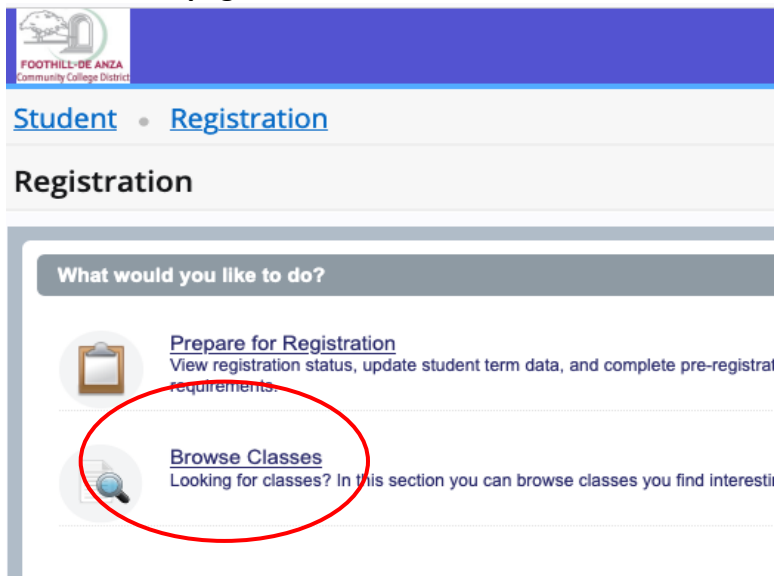 FOOTHILL-DE ANZA
Community College District
Student • Registration
Registration
What would you like to do?
Prepare for Registration
View registration status, update student term data, and complete pre-registrat
requirements.
Browse Classes
Looking for classes? In this section you can browse classes you find interesti